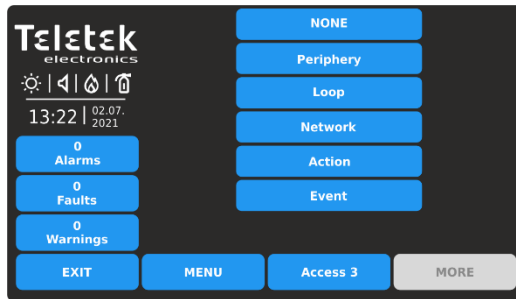 Teletek
electronics
13:22 | 02.07.
2021
0
Alarms
0
Faults
0
Warnings
NONE
Periphery
Loop
Network
Action
Event
EXIT
MENU
Access 3
MORE